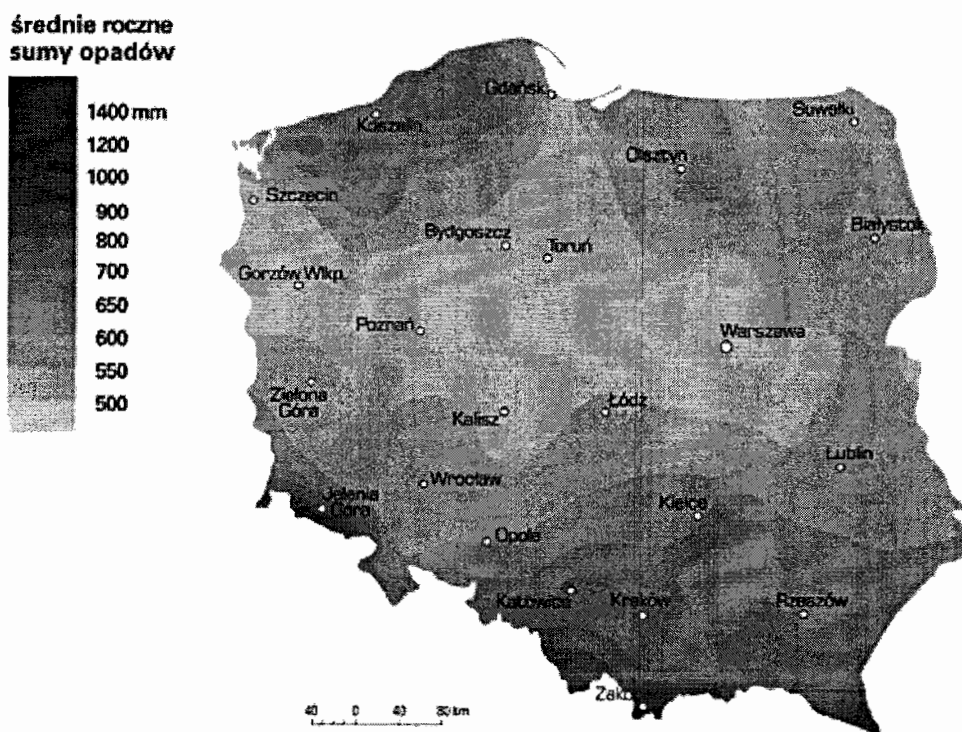 średnie roczne
sumy opadów
1400 mm
1200
1000
900
800
700
650
600
550
500
Gdańsk
Suwałki
Koszalin
Olsztyn
Szczecin
Białystok
Bydgoszcz
Toruń
Gorzów Wlkp.
Poznań
Warszawa
Zielona
Góra
Łódź
Kalisz
Lublin
Wrocław
Jelenia
Góra
Kielce
Opole
Katowice
Kraków
Rzeszów
40 0 40 80 km